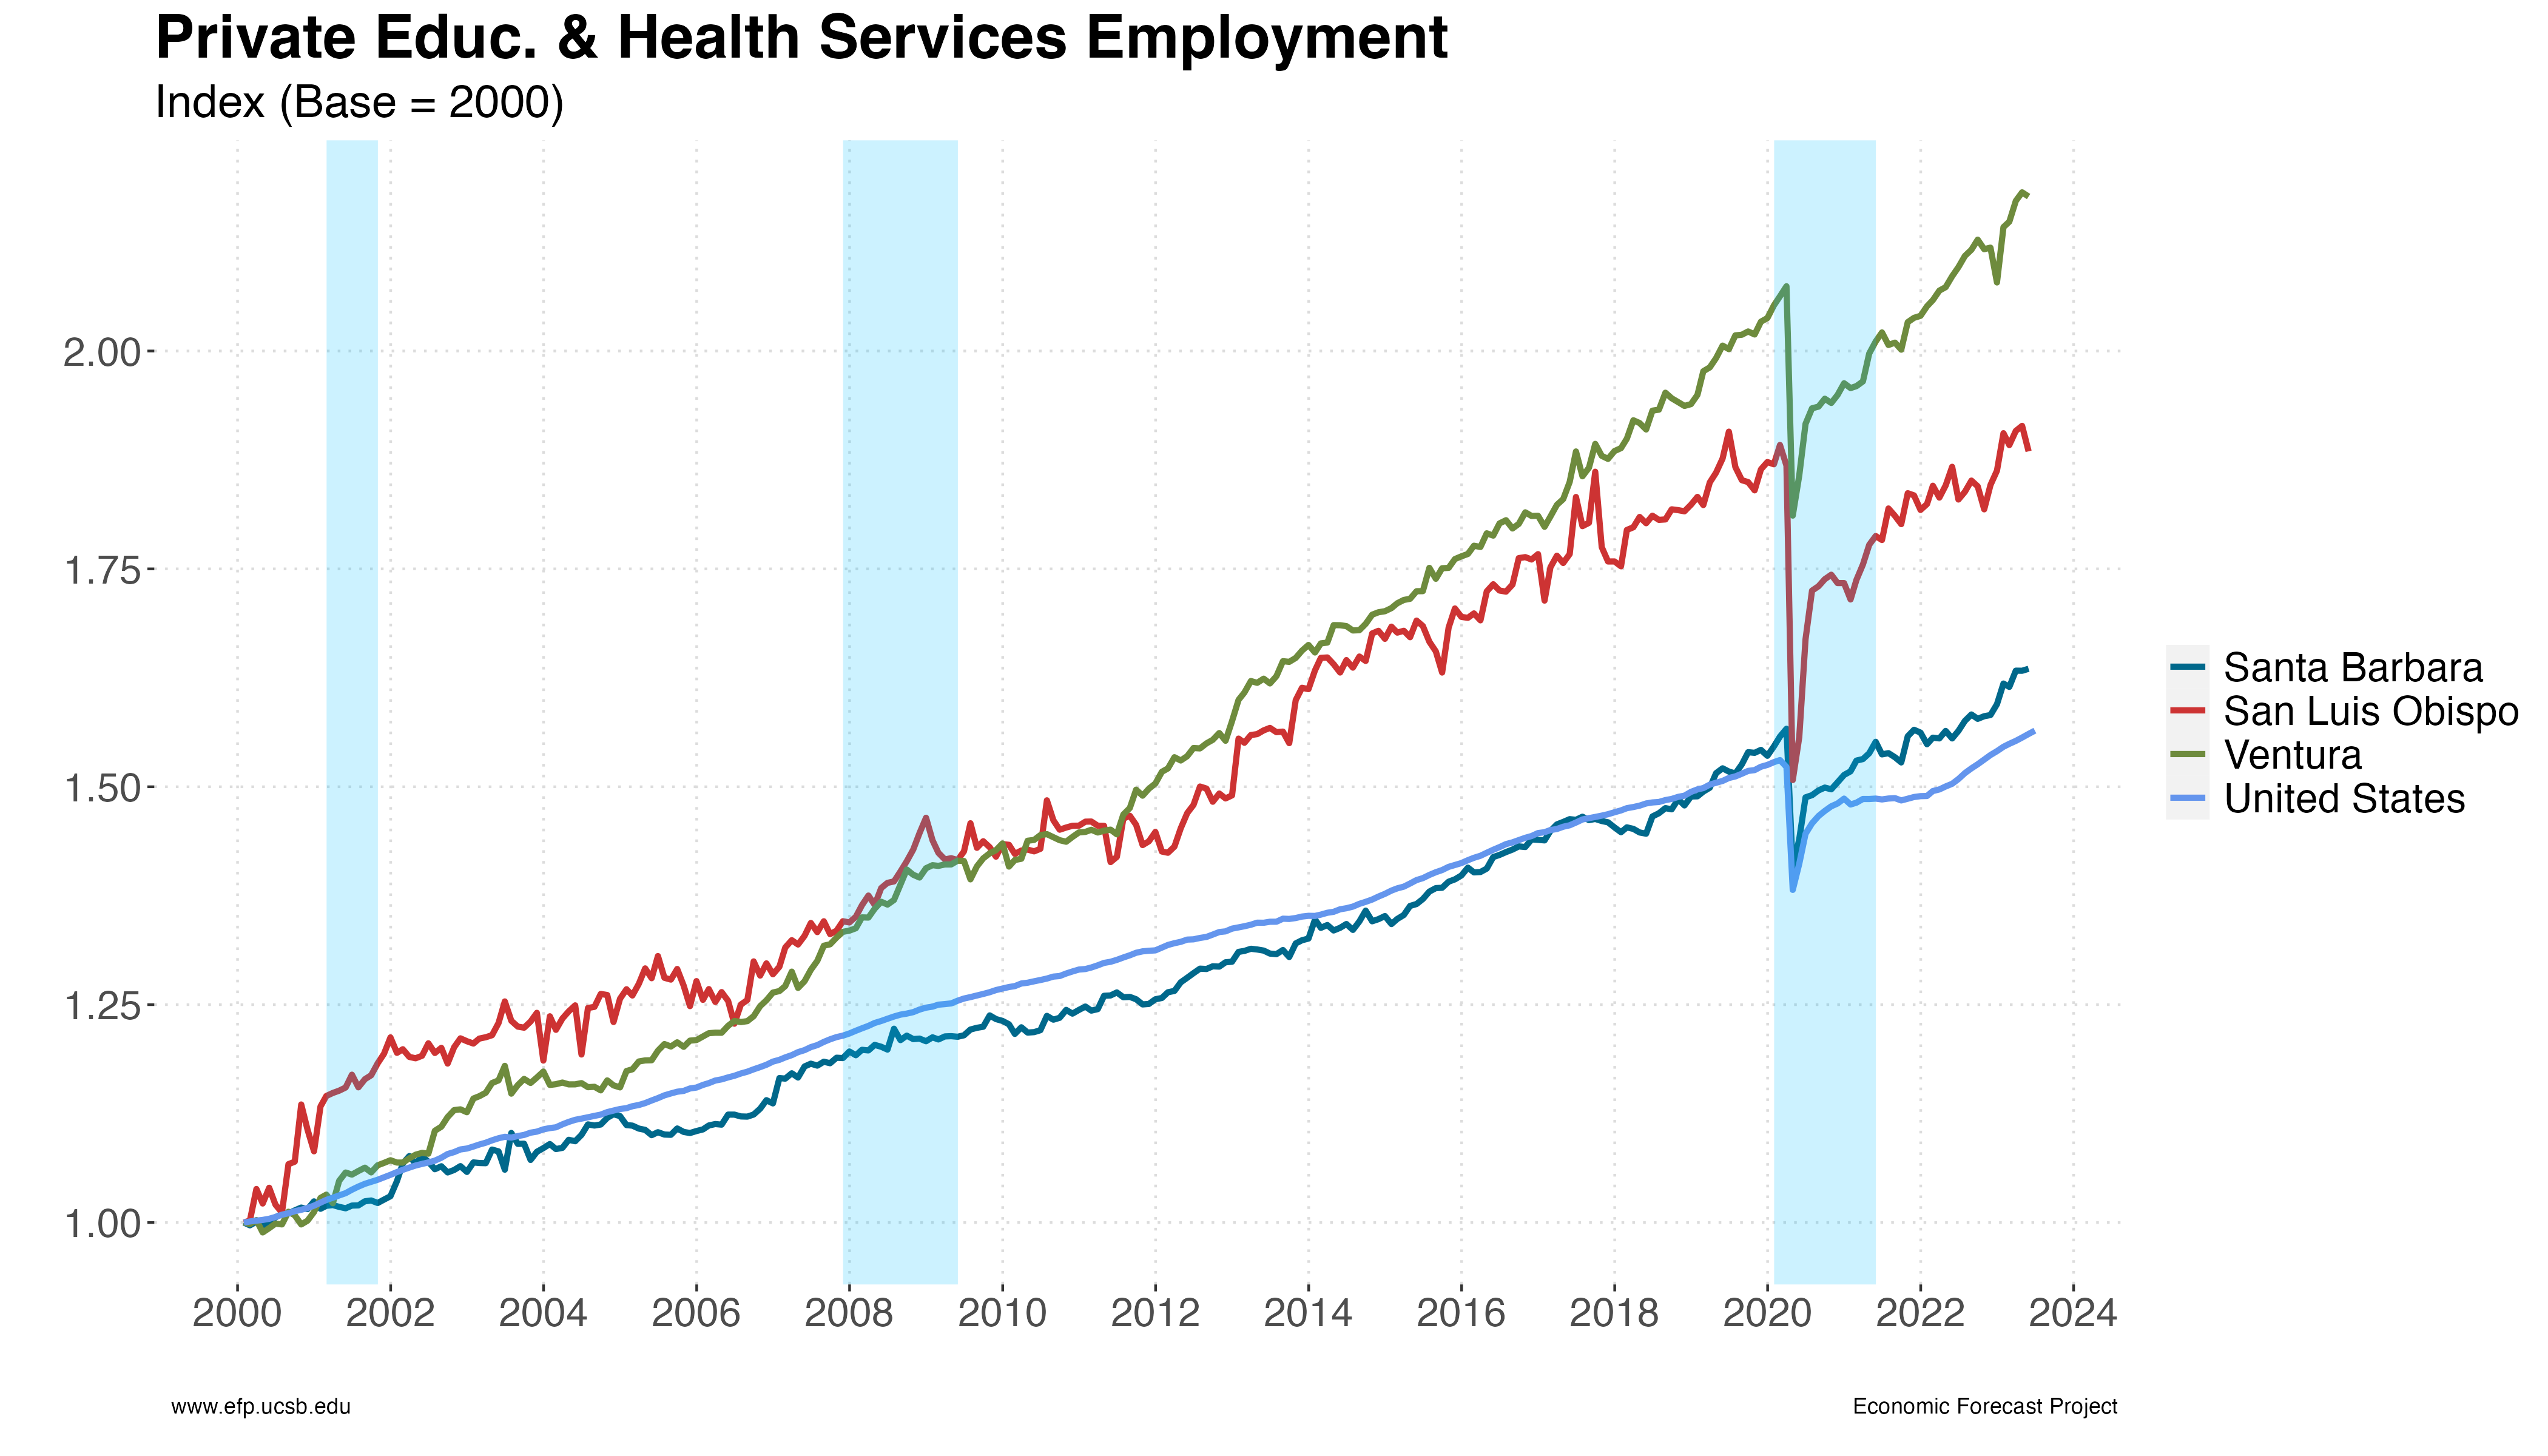 Private Educ. & Health Services Employment
Index (Base = 2000)
2.00
1.75
1.50
1.25
1.00
2000 2002 2004 2006 2008 2010 2012 2014 2016 2018 2020 2022 2024
Santa Barbara
San Luis Obispo
Ventura
United States
www.efp.ucsb.edu
Economic Forecast Project